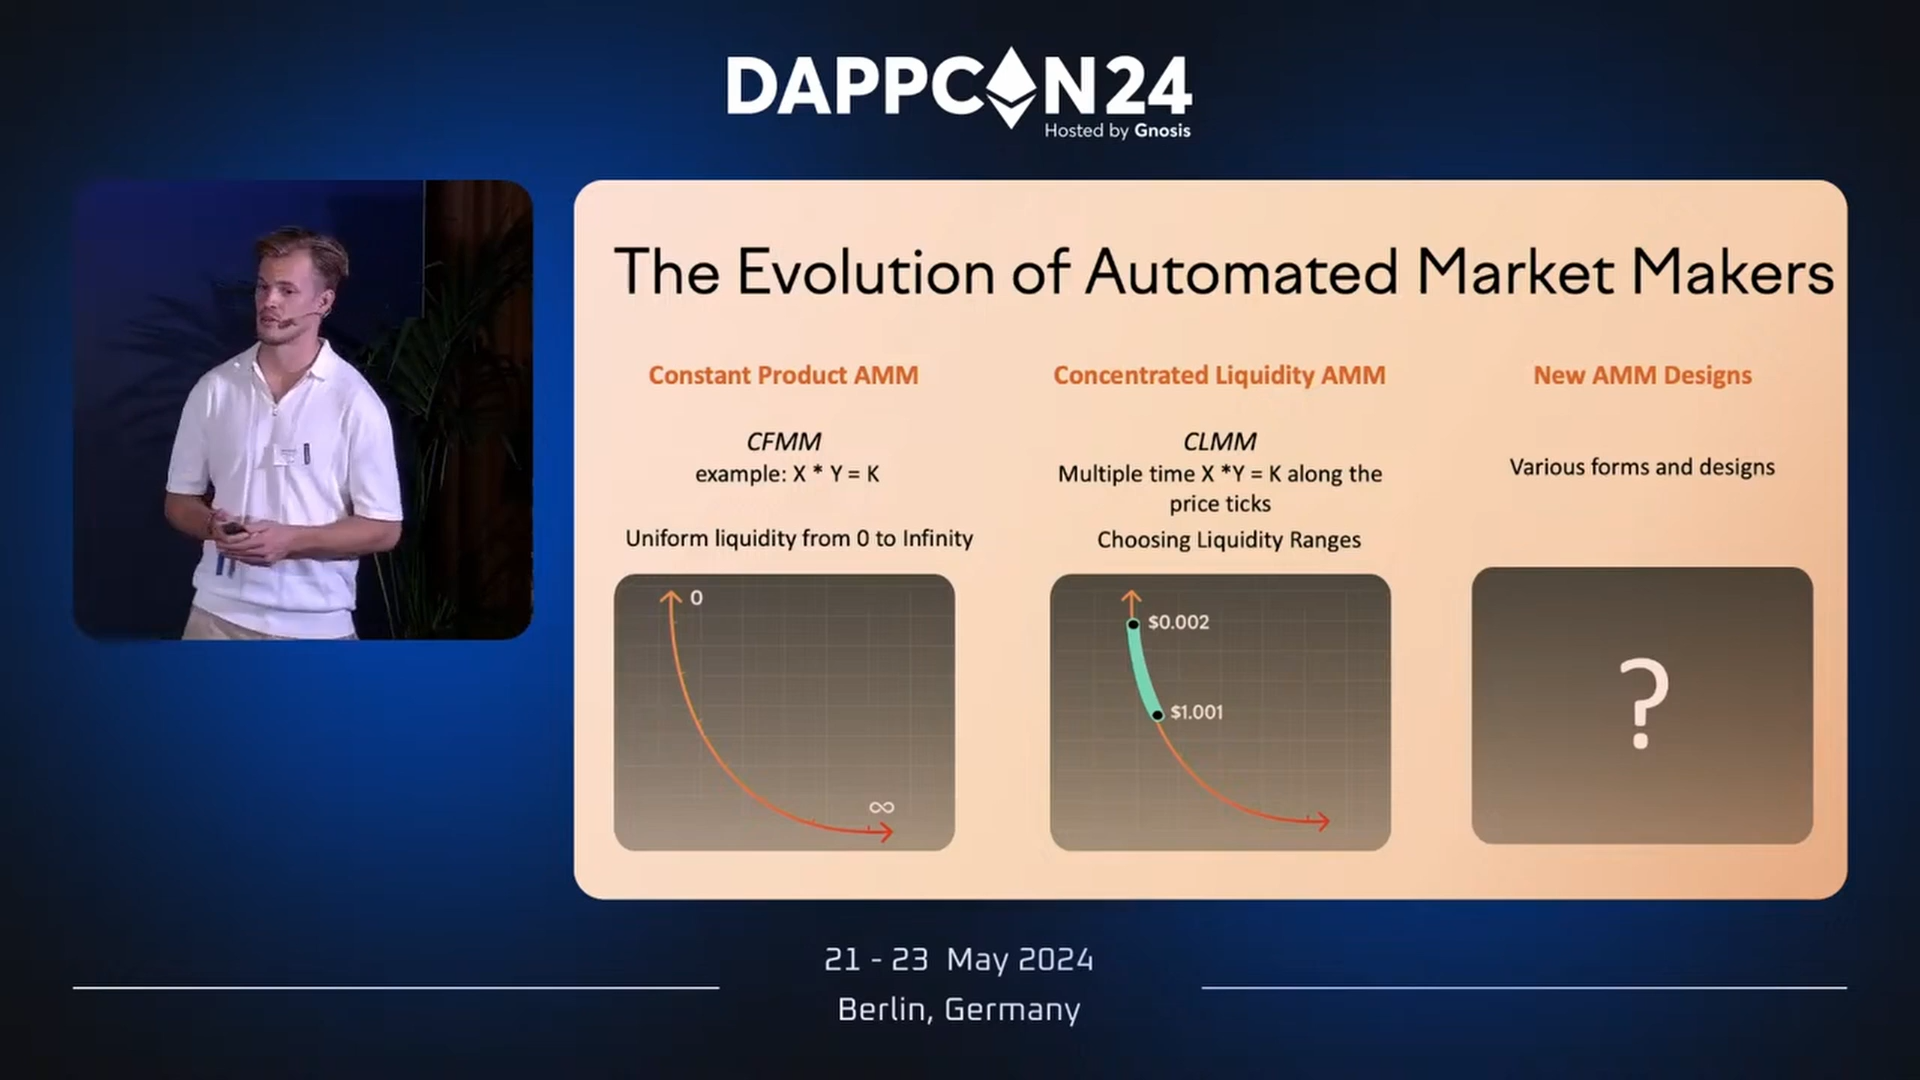 DAPPCON24
Hosted by Gnosis
The Evolution of Automated Market Makers
Constant Product AMM
CFMM
example: X * Y = K
Uniform liquidity from 0 to Infinity
0
∞
Concentrated Liquidity AMM
CLMM
Multiple time X *Y = K along the
price ticks
Choosing Liquidity Ranges
$0.002
$1.001
New AMM Designs
Various forms and designs
?
21 - 23 May 2024
Berlin, Germany